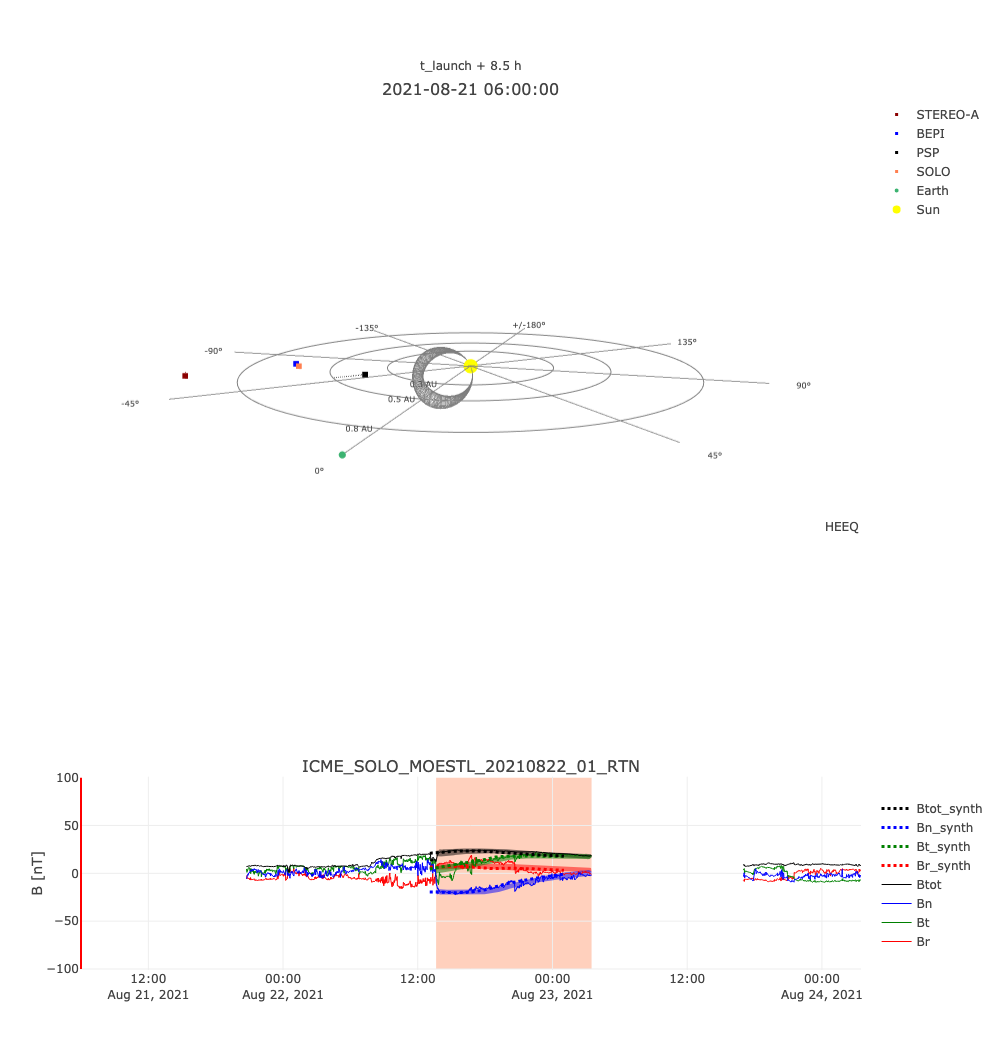 t_launch + 8.5 h
2021-08-21 06:00:00
STEREO-A
BEPI
PSP
SOLO
Earth
Sun
+/-180°
-135°
135°
-90°
90°
0.3 AU
0.5 AU
-45°
0.8 AU
45°
0°
HEEQ
ICME_SOLO_MOESTL_20210822_01_RTN
B [nT]
100
50
0
−50
−100
12:00
Aug 21, 2021
00:00
Aug 22, 2021
12:00
00:00
Aug 23, 2021
12:00
00:00
Aug 24, 2021
Btot_synth
Bn_synth
Bt_synth
Br_synth
Btot
Bn
Bt
Br